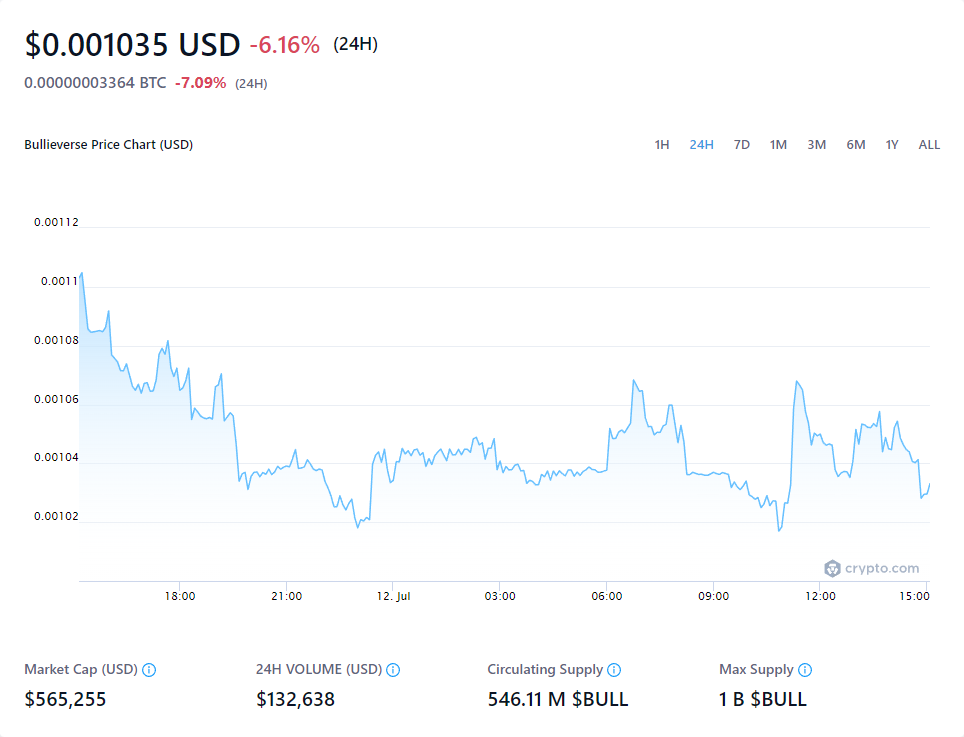 $0.001035 USD -6.16% (24H)
0.00000003364 BTC -7.09% (24H)
Bullieverse Price Chart (USD) 1H 24H 7D 1M 3M 6M 1Y ALL
0.00112
0.0011
0.00108
0.00106
0.00104
0.00102
crypto.com
18:00 21:00 12. Jul 03:00 06:00 09:00 12:00 15:00
Market Cap (USD) 24H VOLUME (USD) Circulating Supply Max Supply
$565,255 $132,638 546.11 M $BULL 1 B $BULL